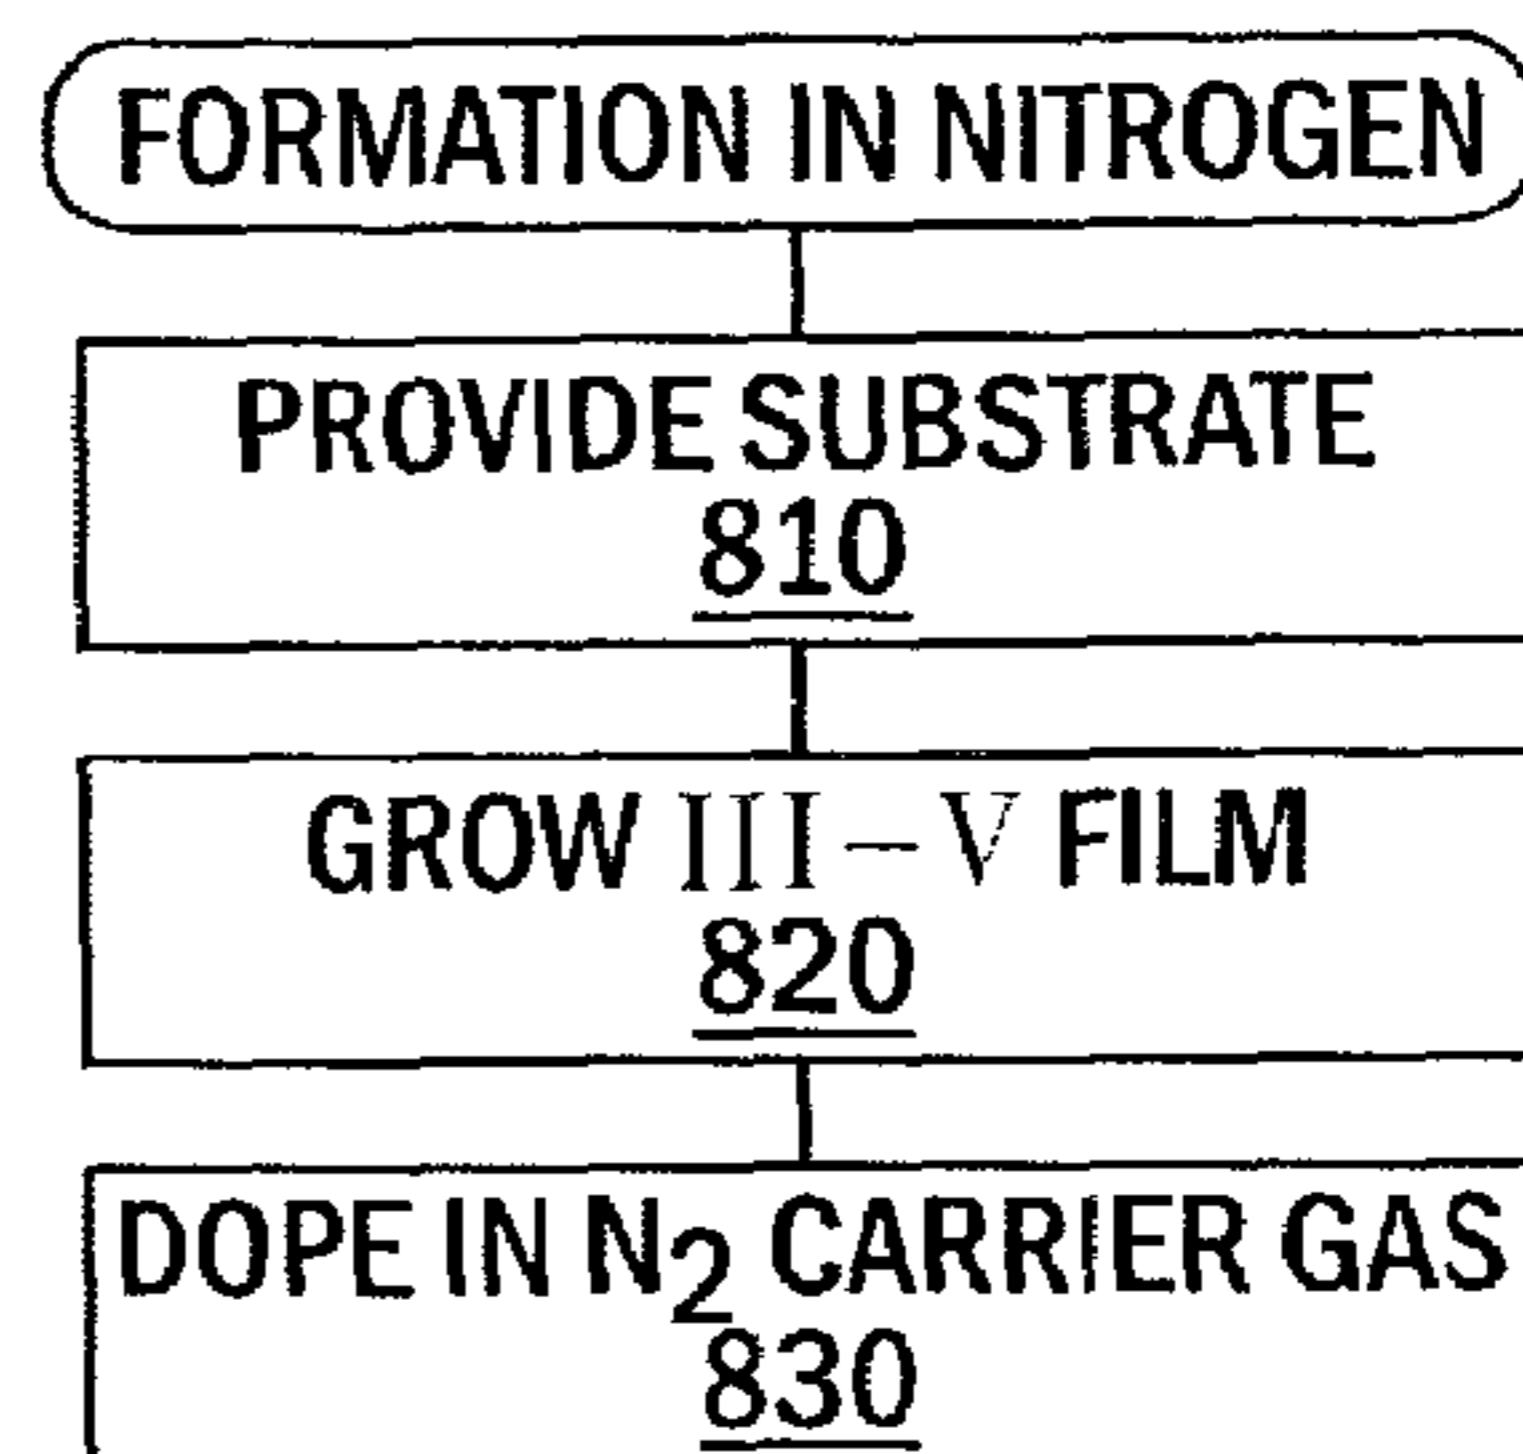 FORMATION IN NITROGEN
PROVIDE SUBSTRATE
810
GROW III–V FILM
820
DOPE IN N₂ CARRIER GAS
830